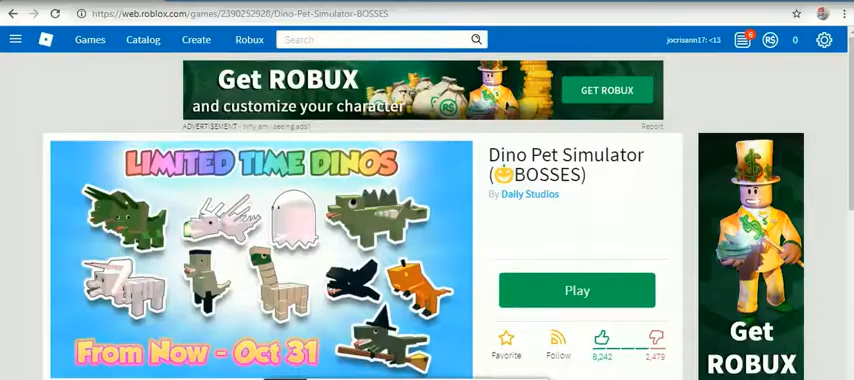 https://web.roblox.com/games/2390252928/Dino-Pet-Simulator-BOSSES
Games
Catalog
Create
Robux
Search
jocrisann17: <13
6
R$
0
Get ROBUX
and customize your character
GET ROBUX
ADVERTISEMENT - Why am I seeing ads?
Report
LIMITED TIME DINOS
From Now - Oct 31
Dino Pet Simulator
(BOSSES)
By Daily Studios
Play
Favorite
Follow
8,242
2,479
Get
ROBUX